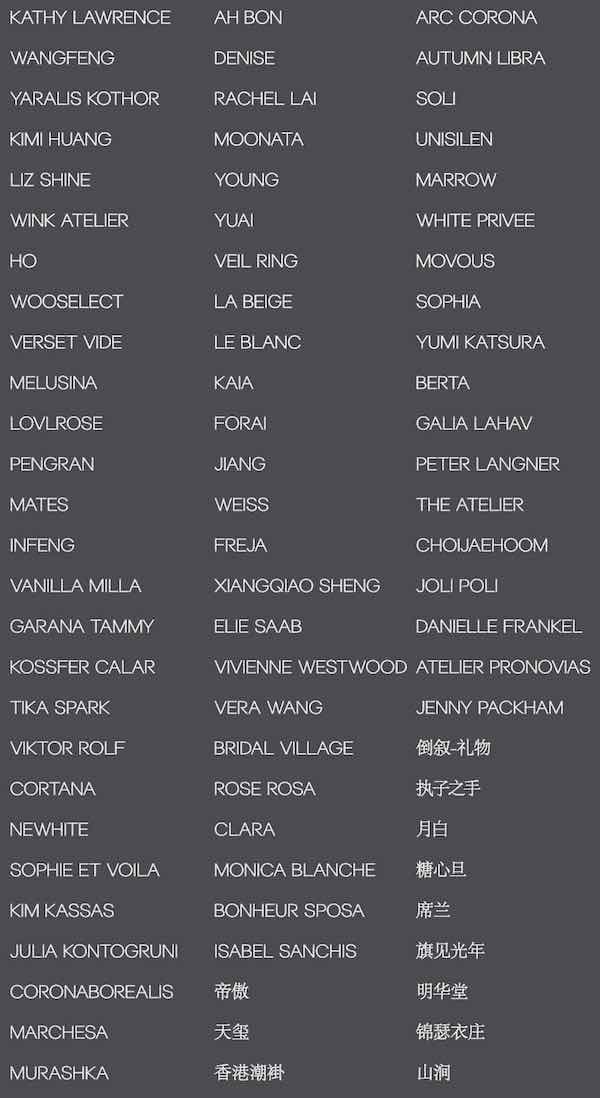 KATHY LAWRENCE AH BON ARC CORONA
WANGFENG DENISE AUTUMN LIBRA
YARALIS KOTHOR RACHEL LAI SOLI
KIMI HUANG MOONATA UNISILEN
LIZ SHINE YOUNG MARROW
WINK ATELIER YUAI WHITE PRIVEE
HO VEIL RING MOVOUS
WOOSELECT LA BEIGE SOPHIA
VERSET VIDE LE BLANC YUMI KATSURA
MELUSINA KAIA BERTA
LOVLROSE FORAI GALIA LAHAV
PENGRAN JIANG PETER LANGNER
MATES WEISS THE ATELIER
INFENG FREJA CHOIJAEHOOM
VANILLA MILLA XIANGQIAO SHENG JOLI POLI
GARANA TAMMY ELIE SAAB DANIELLE FRANKEL
KOSSFER CALAR VIVIENNE WESTWOOD ATELIER PRONOVIAS
TIKA SPARK VERA WANG JENNY PACKHAM
VIKTOR ROLF BRIDAL VILLAGE 倒叙-礼物
CORTANA ROSE ROSA 执子之手
NEWHITE CLARA 月白
SOPHIE ET VOILA MONICA BLANCHE 糖心旦
KIM KASSAS BONHEUR SPOSA 席兰
JULIA KONTOGRUNI ISABEL SANCHIS 旗见光年
CORONABOREALIS 帝傲 明华堂
MARCHESA 天玺 锦瑟衣庄
MURASHKA 香港潮褂 山涧